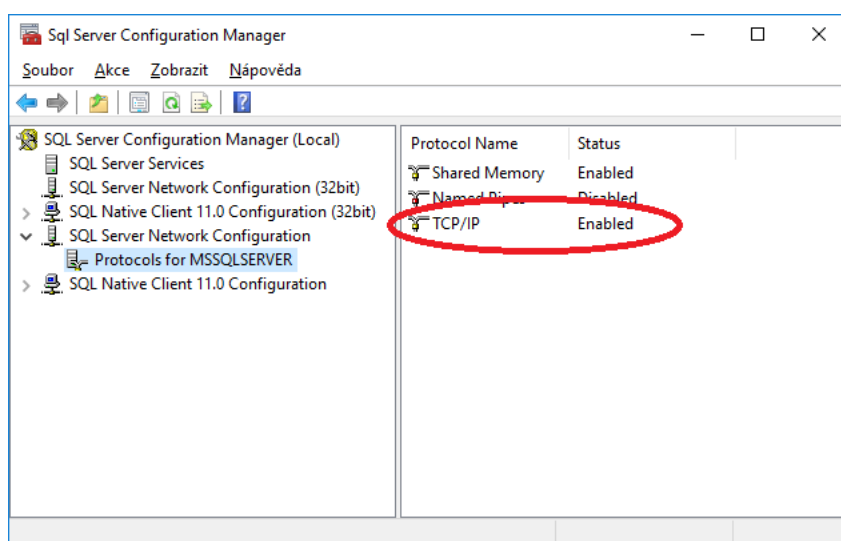 Sql Server Configuration Manager
Soubor Akce Zobrazit Nápověda
SQL Server Configuration Manager (Local)
SQL Server Services
SQL Server Network Configuration (32bit)
SQL Native Client 11.0 Configuration (32bit)
SQL Server Network Configuration
Protocols for MSSQLSERVER
SQL Native Client 11.0 Configuration
Protocol Name Status
Shared Memory Enabled
Named Pipes Disabled
TCP/IP Enabled